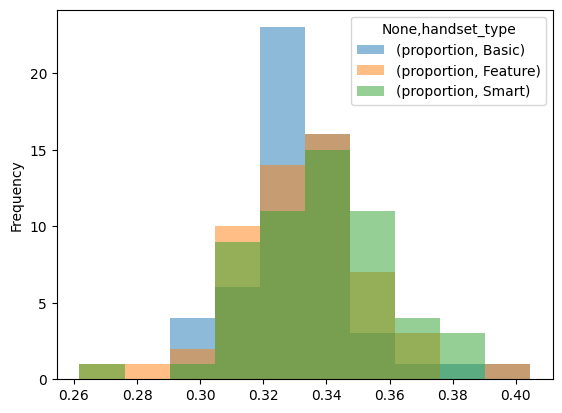 None,handset_type
(proportion, Basic)
(proportion, Feature)
(proportion, Smart)
Frequency
20
15
10
5
0
0.26 0.28 0.30 0.32 0.34 0.36 0.38 0.40